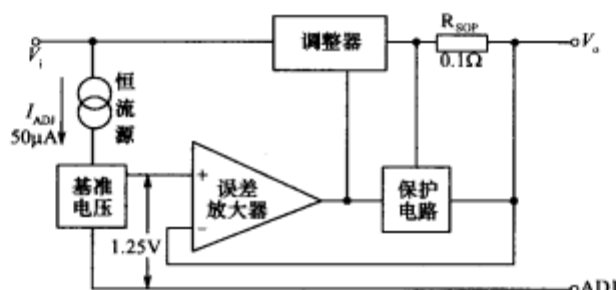 R_SOP
V_i
调整器
V_o
0.1Ω
I_ADJ
50μA
恒流源
基准
电压
+
误差
放大器
−
保护
电路
1.25V
ADJ